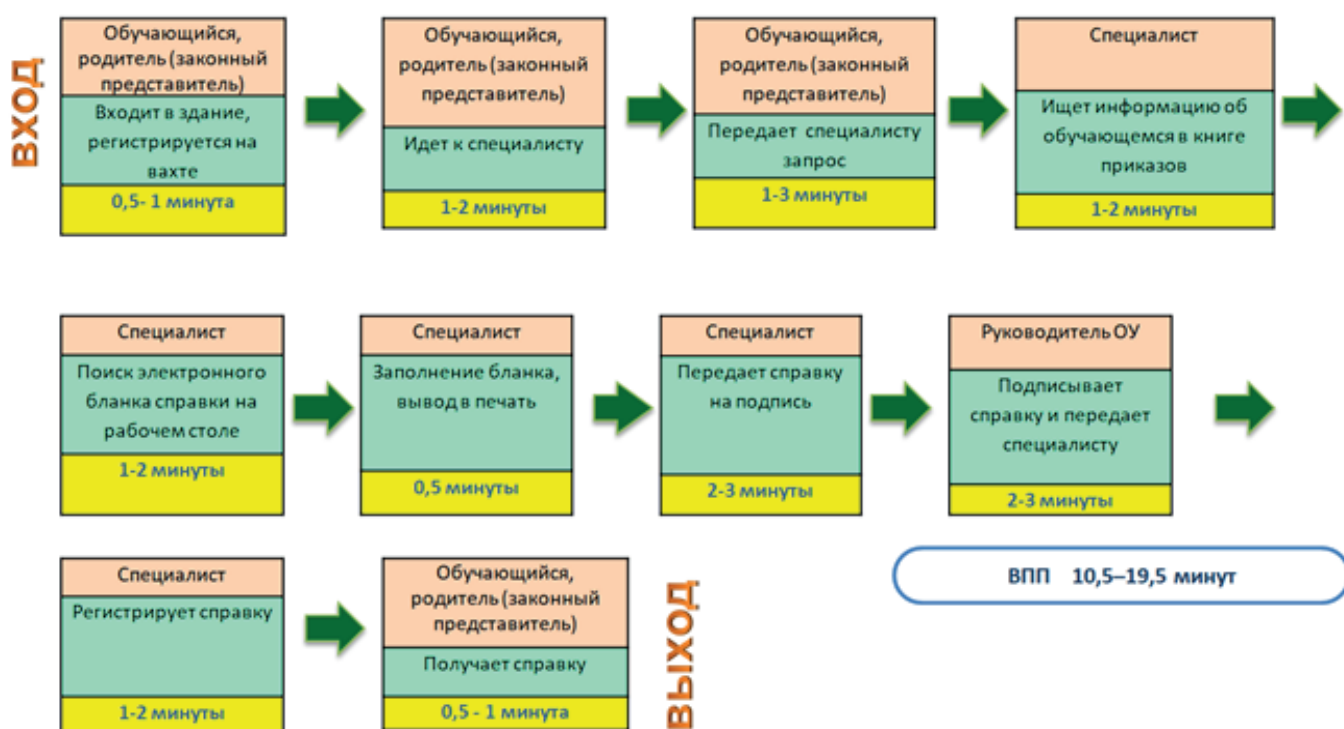 ВХОД
Обучающийся,
родитель (законный
представитель)
Входит в здание,
регистрируется на
вахте
0,5- 1 минута
Обучающийся,
родитель (законный
представитель)
Идет к специалисту
1-2 минуты
Обучающийся,
родитель (законный
представитель)
Передает специалисту
запрос
1-3 минуты
Специалист
Ищет информацию об
обучающемся в книге
приказов
1-2 минуты
Специалист
Поиск электронного
бланка справки на
рабочем столе
1-2 минуты
Специалист
Заполнение бланка,
вывод в печать
0,5 минуты
Специалист
Передает справку
на подпись
2-3 минуты
Руководитель ОУ
Подписывает
справку и передает
специалисту
2-3 минуты
Специалист
Регистрирует справку
1-2 минуты
Обучающийся,
родитель (законный
представитель)
Получает справку
0,5 - 1 минута
ВЫХОД
ВПП 10,5–19,5 минут